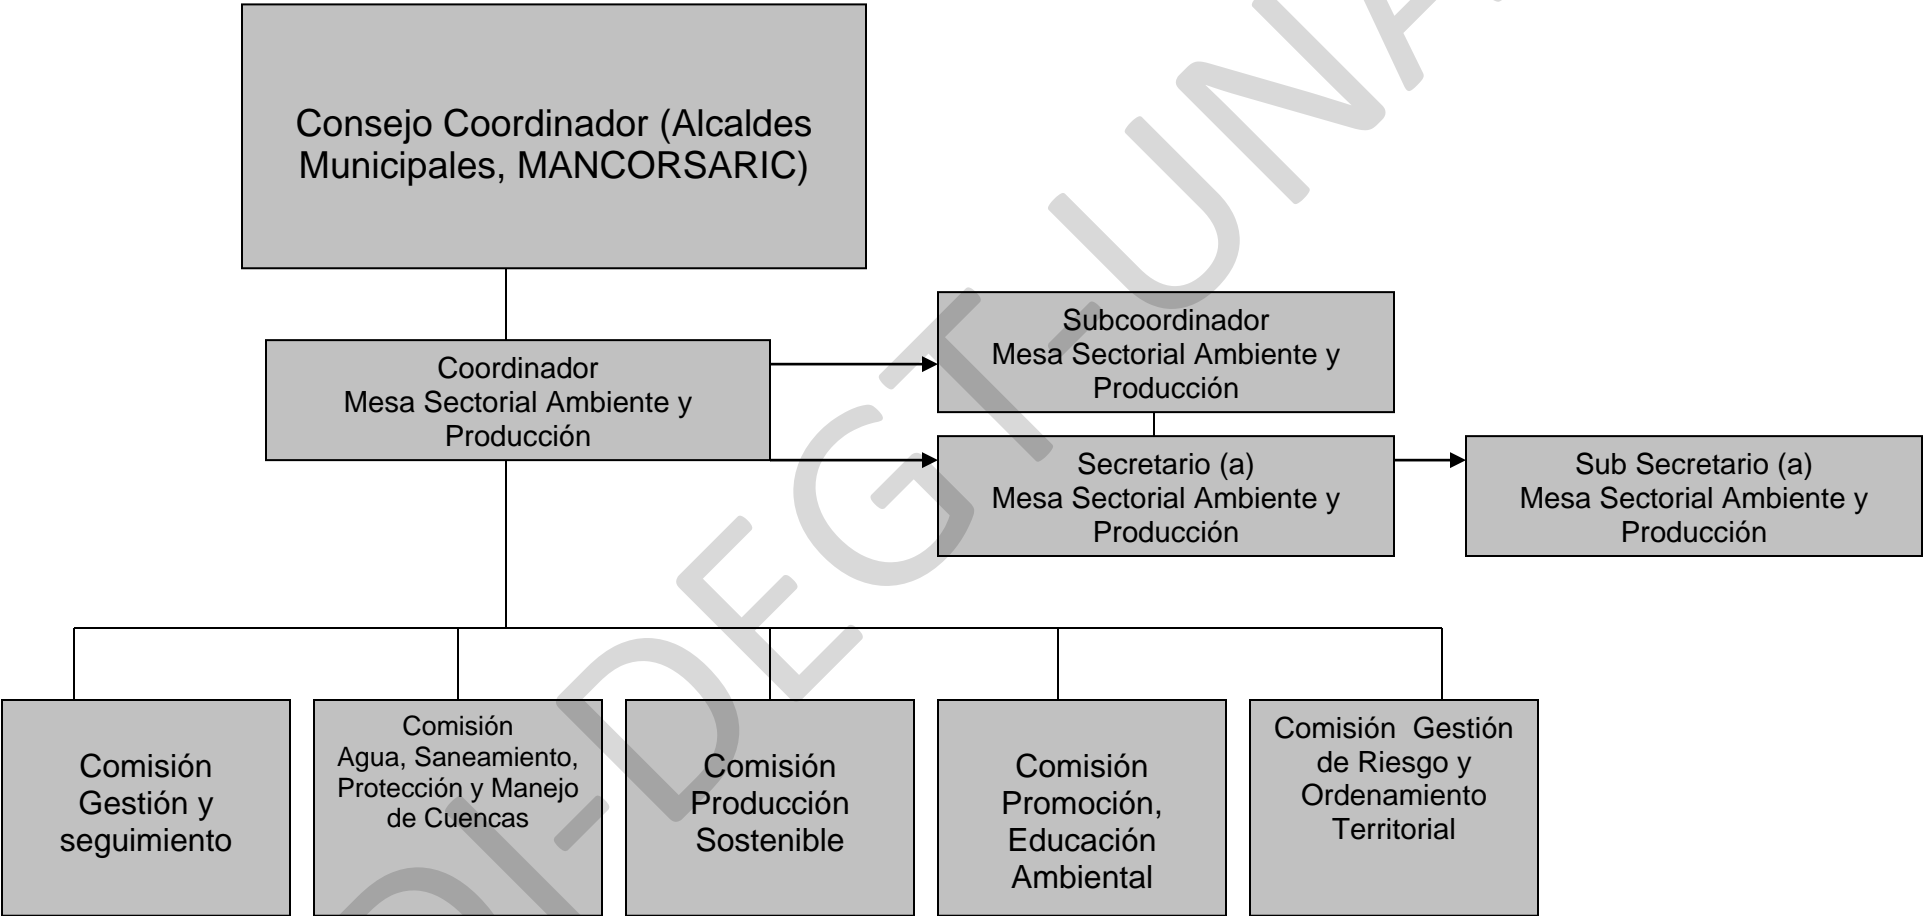 Consejo Coordinador (Alcaldes
Municipales, MANCORSARIC)
Subcoordinador
Mesa Sectorial Ambiente y
Producción
Coordinador
Mesa Sectorial Ambiente y
Producción
Secretario (a)
Mesa Sectorial Ambiente y
Producción
Sub Secretario (a)
Mesa Sectorial Ambiente y
Producción
Comisión
Gestión y
seguimiento
Comisión
Agua, Saneamiento,
Protección y Manejo
de Cuencas
Comisión
Producción
Sostenible
Comisión
Promoción,
Educación
Ambiental
Comisión  Gestión
de Riesgo y
Ordenamiento
Territorial